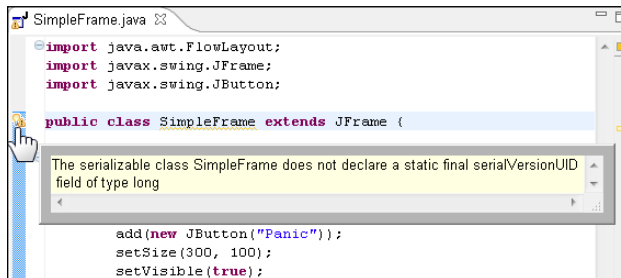 SimpleFrame.java
import java.awt.FlowLayout;
import javax.swing.JFrame;
import javax.swing.JButton;
public class SimpleFrame extends JFrame {
The serializable class SimpleFrame does not declare a static final serialVersionUID
field of type long
add(new JButton("Panic"));
setSize(300, 100);
setVisible(true);